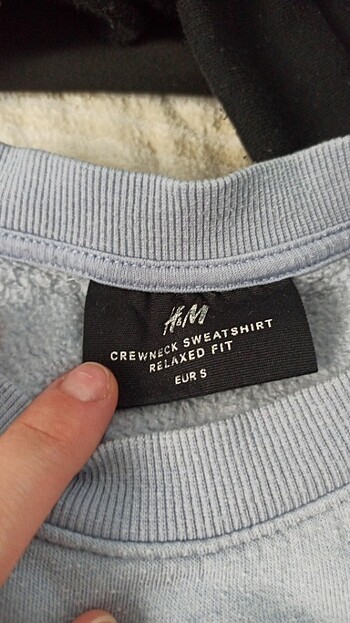 H&M
CREWNECK SWEATSHIRT
RELAXED FIT
EUR S